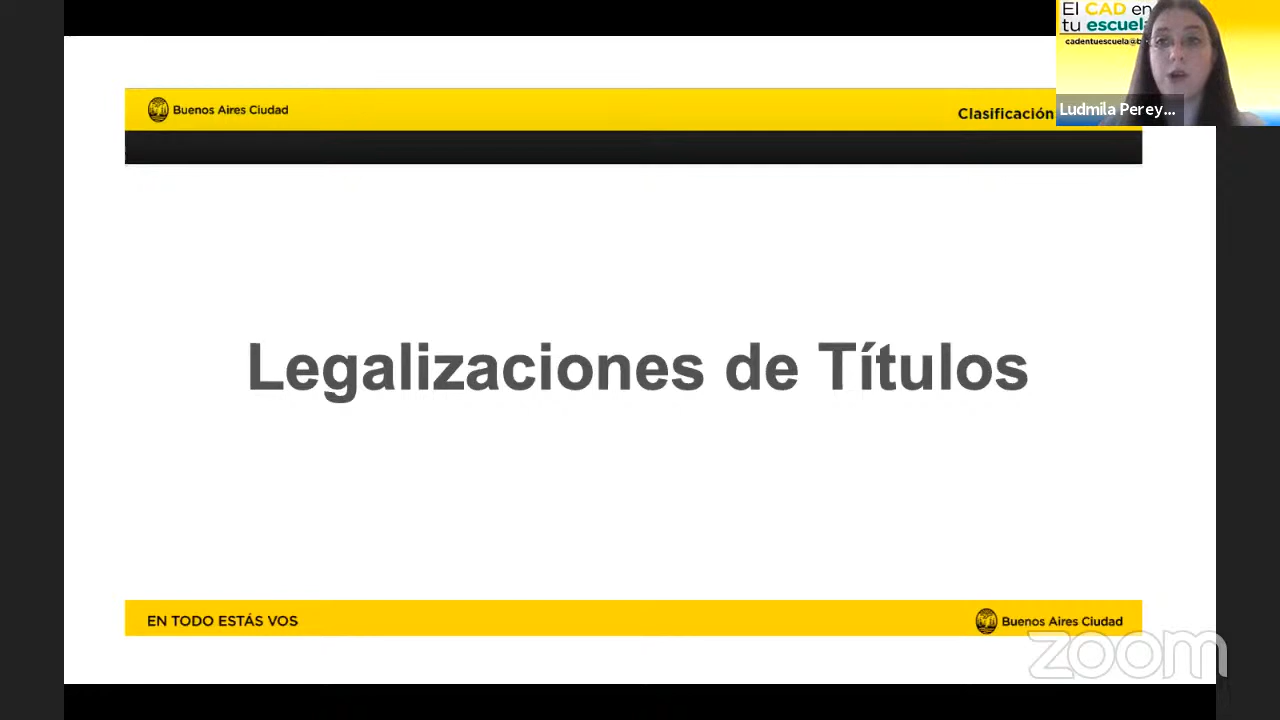 El CAD en
tu escuela
Ludmila Perey...
Buenos Aires Ciudad
Clasificación
Legalizaciones de Títulos
EN TODO ESTÁS VOS
Buenos Aires Ciudad
zoom